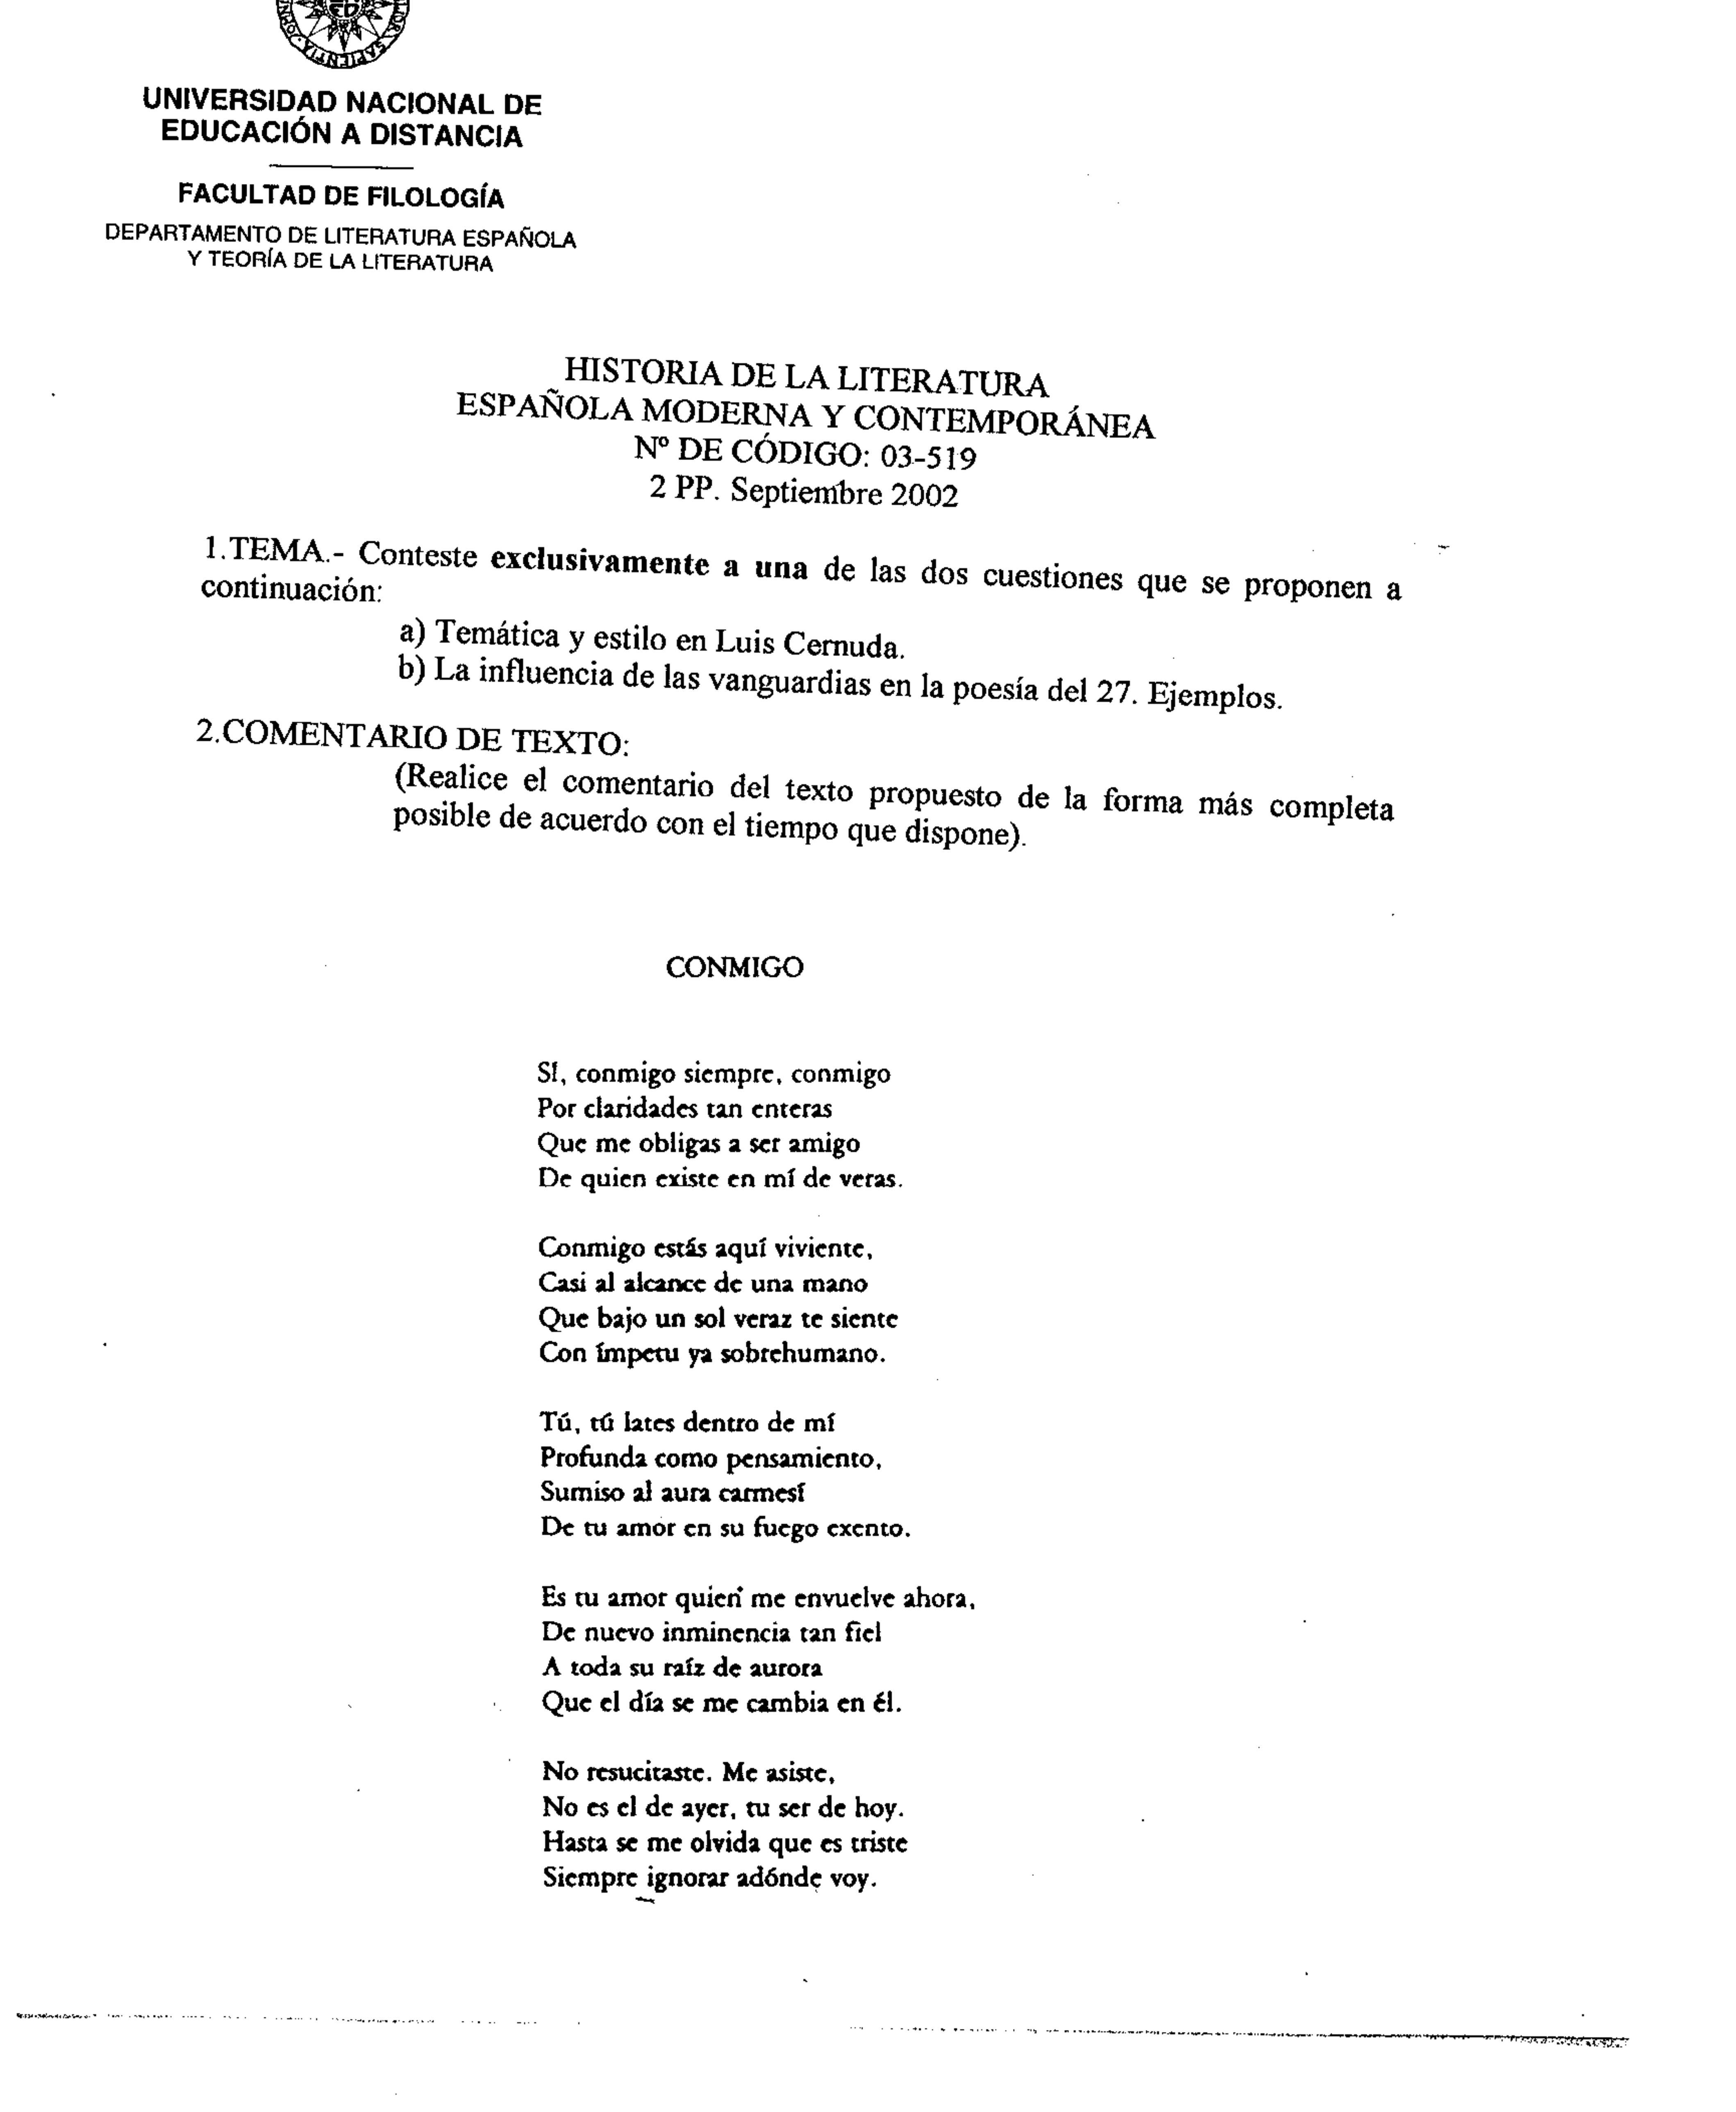 ED
OMNIUM
MOR
SAPIENTIA
UNIVERSIDAD NACIONAL DE
EDUCACIÓN A DISTANCIA
FACULTAD DE FILOLOGÍA
DEPARTAMENTO DE LITERATURA ESPAÑOLA
Y TEORÍA DE LA LITERATURA
HISTORIA DE LA LITERATURA
ESPAÑOLA MODERNA Y CONTEMPORÁNEA
Nº DE CÓDIGO: 03-519
2 PP. Septiembre 2002
1.TEMA.- Conteste exclusivamente a una de las dos cuestiones que se proponen a
continuación:
a) Temática y estilo en Luis Cernuda.
b) La influencia de las vanguardias en la poesía del 27. Ejemplos.
2.COMENTARIO DE TEXTO:
(Realice el comentario del texto propuesto de la forma más completa
posible de acuerdo con el tiempo que dispone).
CONMIGO
Sí, conmigo siempre, conmigo
Por claridades tan enteras
Que me obligas a ser amigo
De quien existe en mí de veras.
Conmigo estás aquí viviente,
Casi al alcance de una mano
Que bajo un sol veraz te siente
Con ímpetu ya sobrehumano.
Tú, tú lates dentro de mí
Profunda como pensamiento,
Sumiso al aura carmesí
De tu amor en su fuego exento.
Es tu amor quien me envuelve ahora,
De nuevo inminencia tan fiel
A toda su raíz de aurora
Que el día se me cambia en él.
No resucitaste. Me asiste,
No es el de ayer, tu ser de hoy.
Hasta se me olvida que es triste
Siempre ignorar adónde voy.